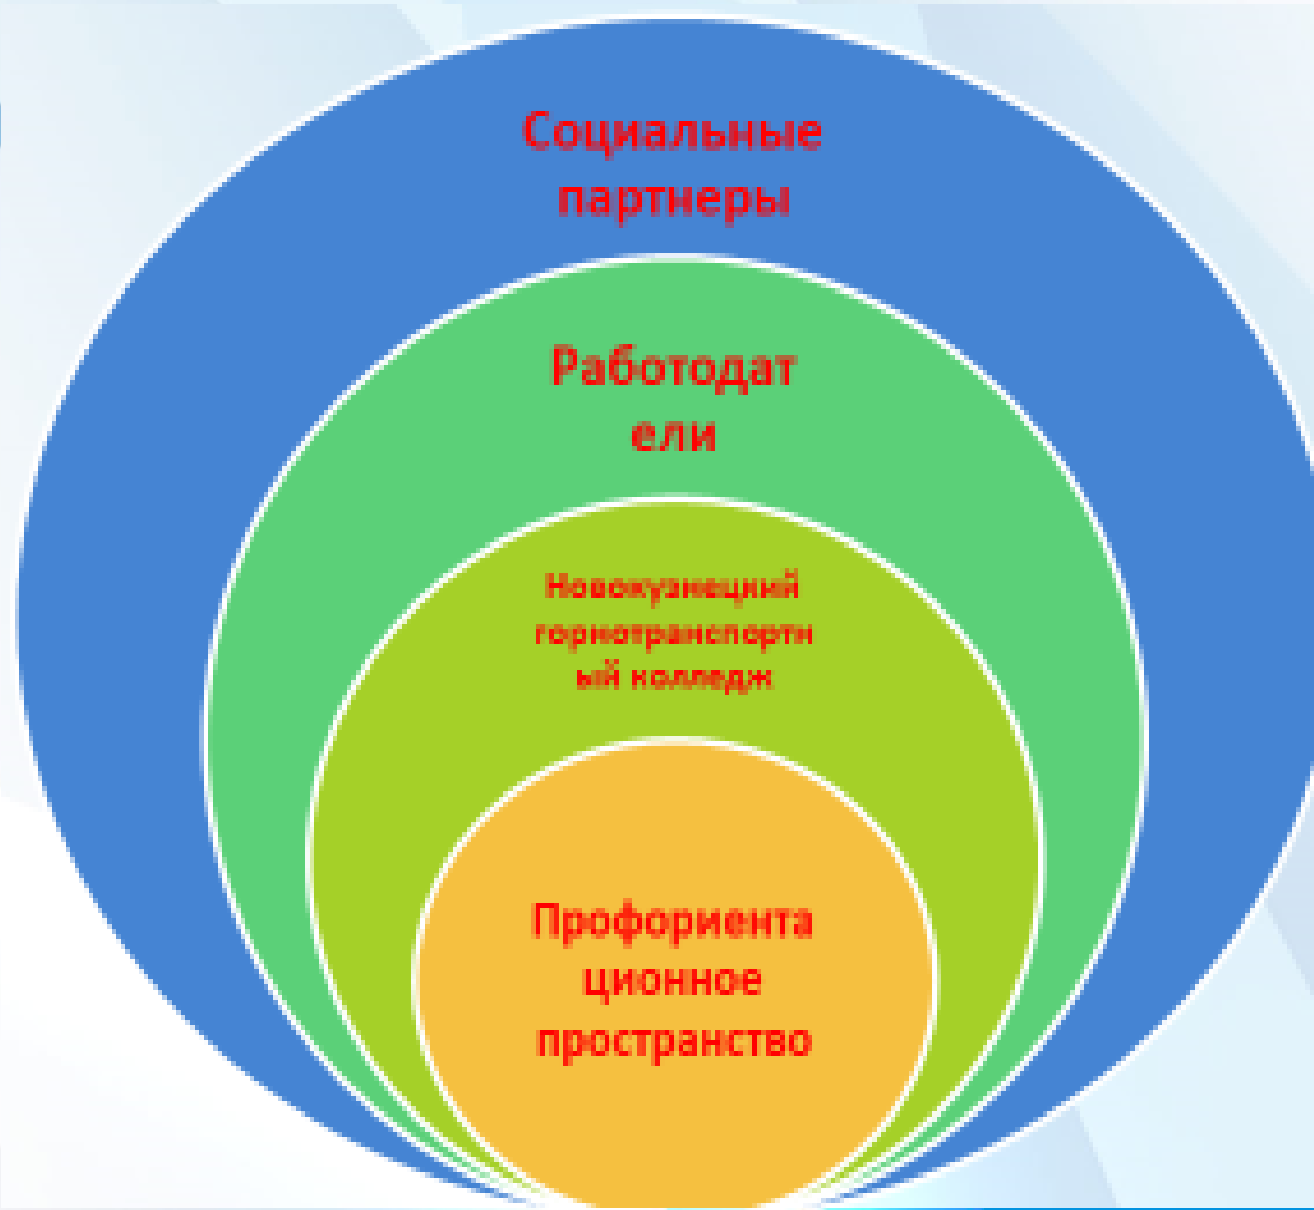 Социальные
партнеры
Работодат
ели
Новокузнецкий
горнотранспортн
ый колледж
Профориента
ционное
пространство